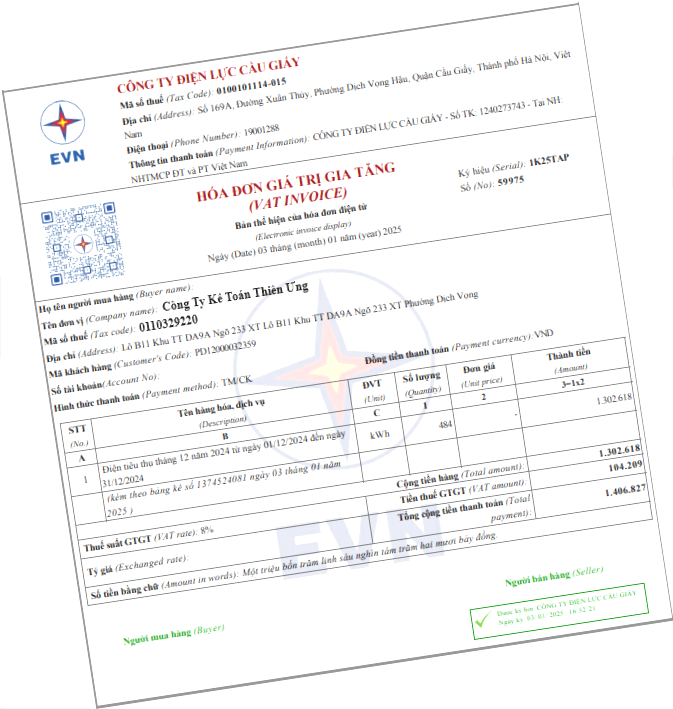 CÔNG TY ĐIỆN LỰC CẦU GIẤY
Mã số thuế (Tax Code): 0100101114-015
Địa chỉ (Address): Số 169A, Đường Xuân Thủy, Phường Dịch Vọng Hậu, Quận Cầu Giấy, Thành phố Hà Nội, Việt
Nam
Điện thoại (Phone Number): 19001288
Thông tin thanh toán (Payment Information): CÔNG TY ĐIỆN LỰC CẦU GIẤY - Số TK: 1240273743 - Tại NH:
NHTMCP ĐT và PT Việt Nam
EVN
HÓA ĐƠN GIÁ TRỊ GIA TĂNG
(VAT INVOICE)
Bản thể hiện của hóa đơn điện tử
(Electronic invoice display)
Ngày (Date) 03 tháng (month) 01 năm (year) 2025
Ký hiệu (Serial): 1K25TAP
Số (No): 59975
Họ tên người mua hàng (Buyer name):
Tên đơn vị (Company name): Công Ty Kế Toán Thiên Ưng
Mã số thuế (Tax code): 0110329220
Địa chỉ (Address): Lô B11 Khu TT DA9A Ngõ 233 XT Lô B11 Khu TT DA9A Ngõ 233 XT Phường Dịch Vọng
Mã khách hàng (Customer's Code): PD12000032359
Số tài khoản(Account No):
Hình thức thanh toán (Payment method): TM/CK
Đồng tiền thanh toán (Payment currency): VND
STT
(No.)
Tên hàng hóa, dịch vụ
(Description)
ĐVT
(Unit)
Số lượng
(Quantity)
Đơn giá
(Unit price)
Thành tiền
(Amount)
A
B
C
1
2
3=1x2
1
Điện tiêu thụ tháng 12 năm 2024 từ ngày 01/12/2024 đến ngày
31/12/2024
kWh
484
-
1.302.618
(kèm theo bảng kê số 1374524081 ngày 03 tháng 01 năm
2025 )
Cộng tiền hàng (Total amount):
1.302.618
Thuế suất GTGT (VAT rate): 8%
Tiền thuế GTGT (VAT amount):
104.209
Tỷ giá (Exchanged rate):
Tổng cộng tiền thanh toán (Total
payment):
1.406.827
Số tiền bằng chữ (Amount in words): Một triệu bốn trăm linh sáu nghìn tám trăm hai mươi bảy đồng.
EVN
Người mua hàng (Buyer)
Người bán hàng (Seller)
Được ký bởi: CÔNG TY ĐIỆN LỰC CẦU GIẤY
Ngày ký: 03/01/2025 16:52:21